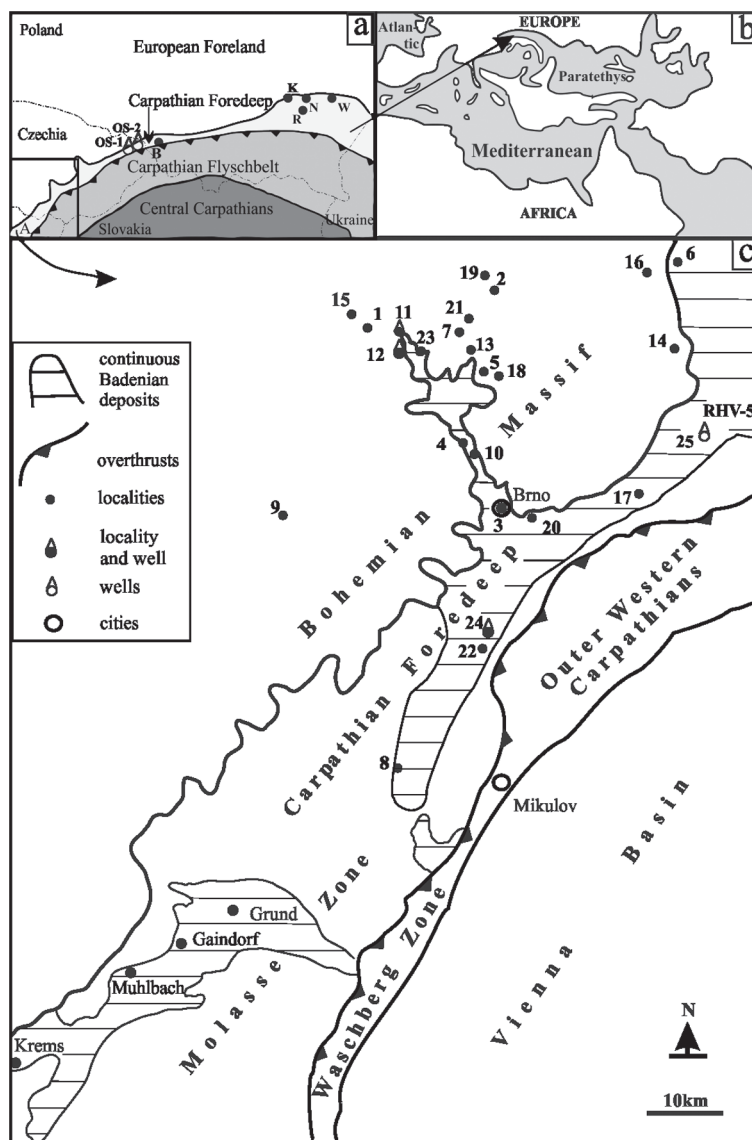 a
Poland
European Foreland
K
N
W
R
Carpathian Foredeep
OS-2
OS-1
B
Czechia
Carpathian Flyschbelt
Central Carpathians
A
Slovakia
Ukraine
b
EUROPE
Atlan-
tic
Paratethys
Mediterranean
AFRICA
c
6
16
19
2
15
1
11
21
7
12
23
13
14
5
18
Massif
RHV-5
25
4
10
17
Brno
3
20
9
Bohemian
24
22
Carpathian Foredeep
Outer Western
Carpathians
8
Mikulov
Basin
Vienna
Zone
Grund
Gaindorf
Muhlbach
Molasse
Waschberg Zone
Krems
continuous
Badenian
deposits
overthrusts
localities
locality
and well
wells
cities
N
10km